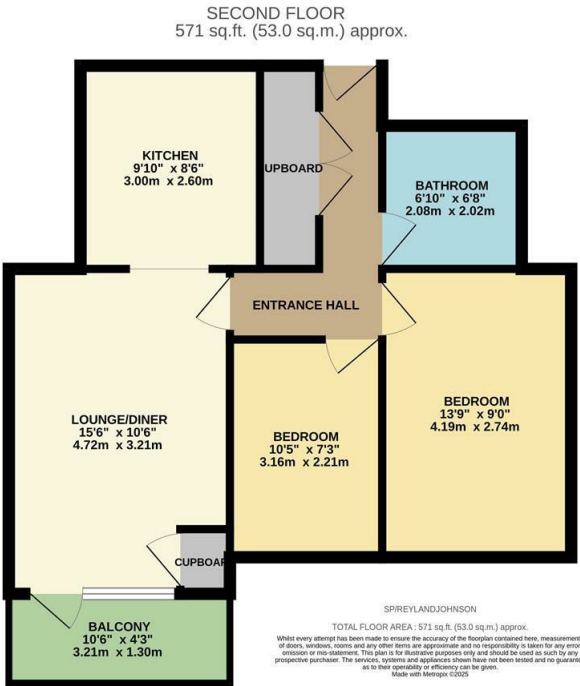 SECOND FLOOR
571 sq.ft. (53.0 sq.m.) approx.
KITCHEN
9'10" x 8'6"
3.00m x 2.60m
UPBOARD
BATHROOM
6'10" x 6'8"
2.08m x 2.02m
ENTRANCE HALL
LOUNGE/DINER
15'6" x 10'6"
4.72m x 3.21m
BEDROOM
10'5" x 7'3"
3.16m x 2.21m
BEDROOM
13'9" x 9'0"
4.19m x 2.74m
CUPBOAR
BALCONY
10'6" x 4'3"
3.21m x 1.30m
SP/REYLANDJOHNSON
TOTAL FLOOR AREA : 571 sq.ft. (53.0 sq.m.) approx.
Whilst every attempt has been made to ensure the accuracy of the floorplan contained here, measurement
of doors, windows, rooms and any other items are approximate and no responsibility is taken for any error
omission or mis-statement. This plan is for illustrative purposes only and should be used as such by any
prospective purchaser. The services, systems and appliances shown have not been tested and no guarante
as to their operability or efficiency can be given.
Made with Metropix ©2025